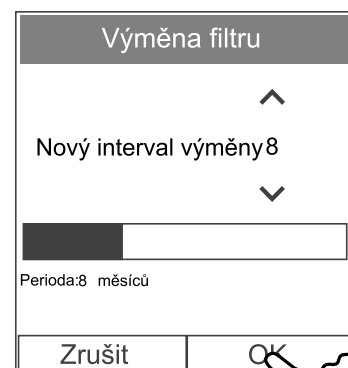 Výměna filtru
Nový interval výměny 8
Perioda:8 měsíců
Zrušit OK